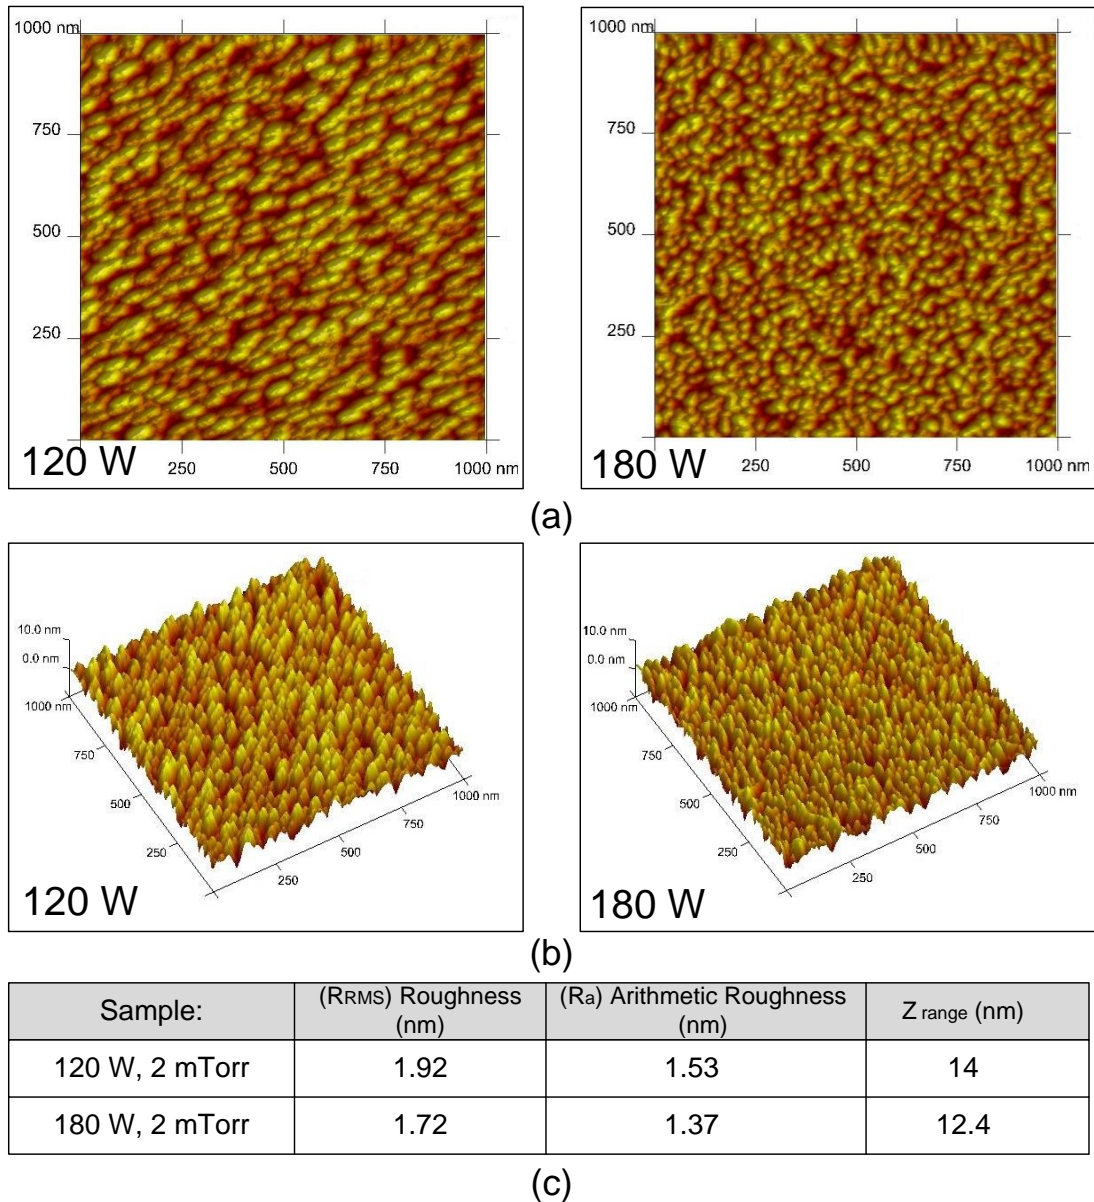 1000 nm
750
500
250
120 W
250
500
750
1000 nm
1000 nm
750
500
250
180 W
250
500
750
1000 nm
(a)
10.0 nm
0.0 nm
1000 nm
750
500
250
250
500
750
1000 nm
120 W
10.0 nm
0.0 nm
1000 nm
750
500
250
250
500
750
1000 nm
180 W
(b)
Sample:
(RRMS) Roughness
(nm)
(Ra) Arithmetic Roughness
(nm)
Z range (nm)
120 W, 2 mTorr
1.92
1.53
14
180 W, 2 mTorr
1.72
1.37
12.4
(c)